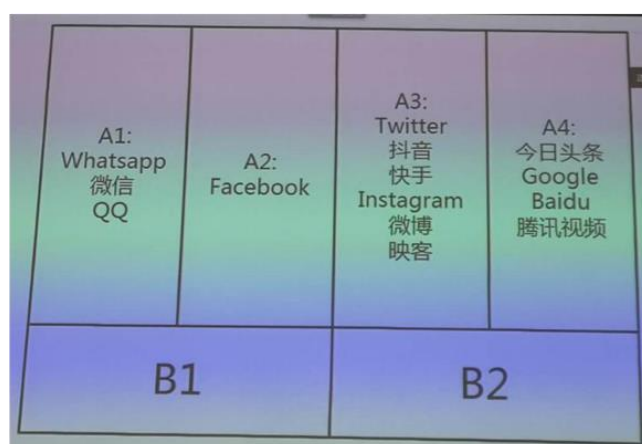 A1:
Whatsapp
微信
QQ
A2:
Facebook
A3:
Twitter
抖音
快手
Instagram
微博
映客
A4:
今日头条
Google
Baidu
腾讯视频
B1
B2